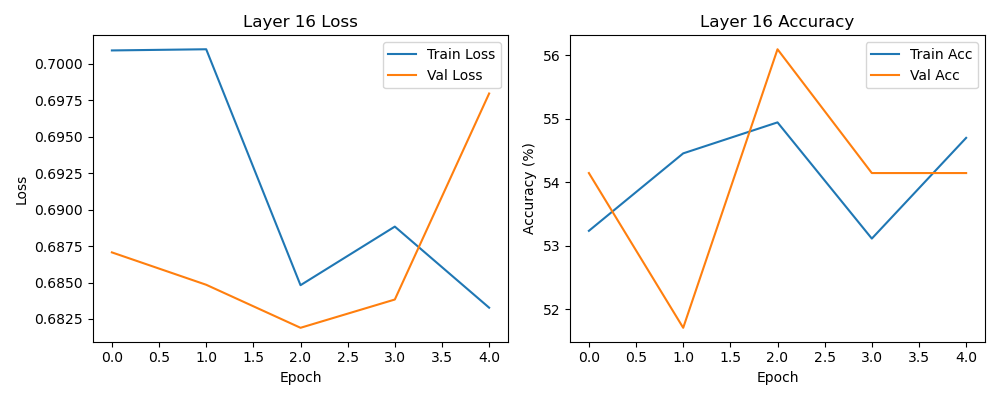 Layer 16 Loss
Train Loss
Val Loss
0.7000
0.6975
0.6950
0.6925
0.6900
0.6875
0.6850
0.6825
Loss
0.0 0.5 1.0 1.5 2.0 2.5 3.0 3.5 4.0
Epoch
Layer 16 Accuracy
Train Acc
Val Acc
56
55
54
53
52
Accuracy (%)
0.0 0.5 1.0 1.5 2.0 2.5 3.0 3.5 4.0
Epoch